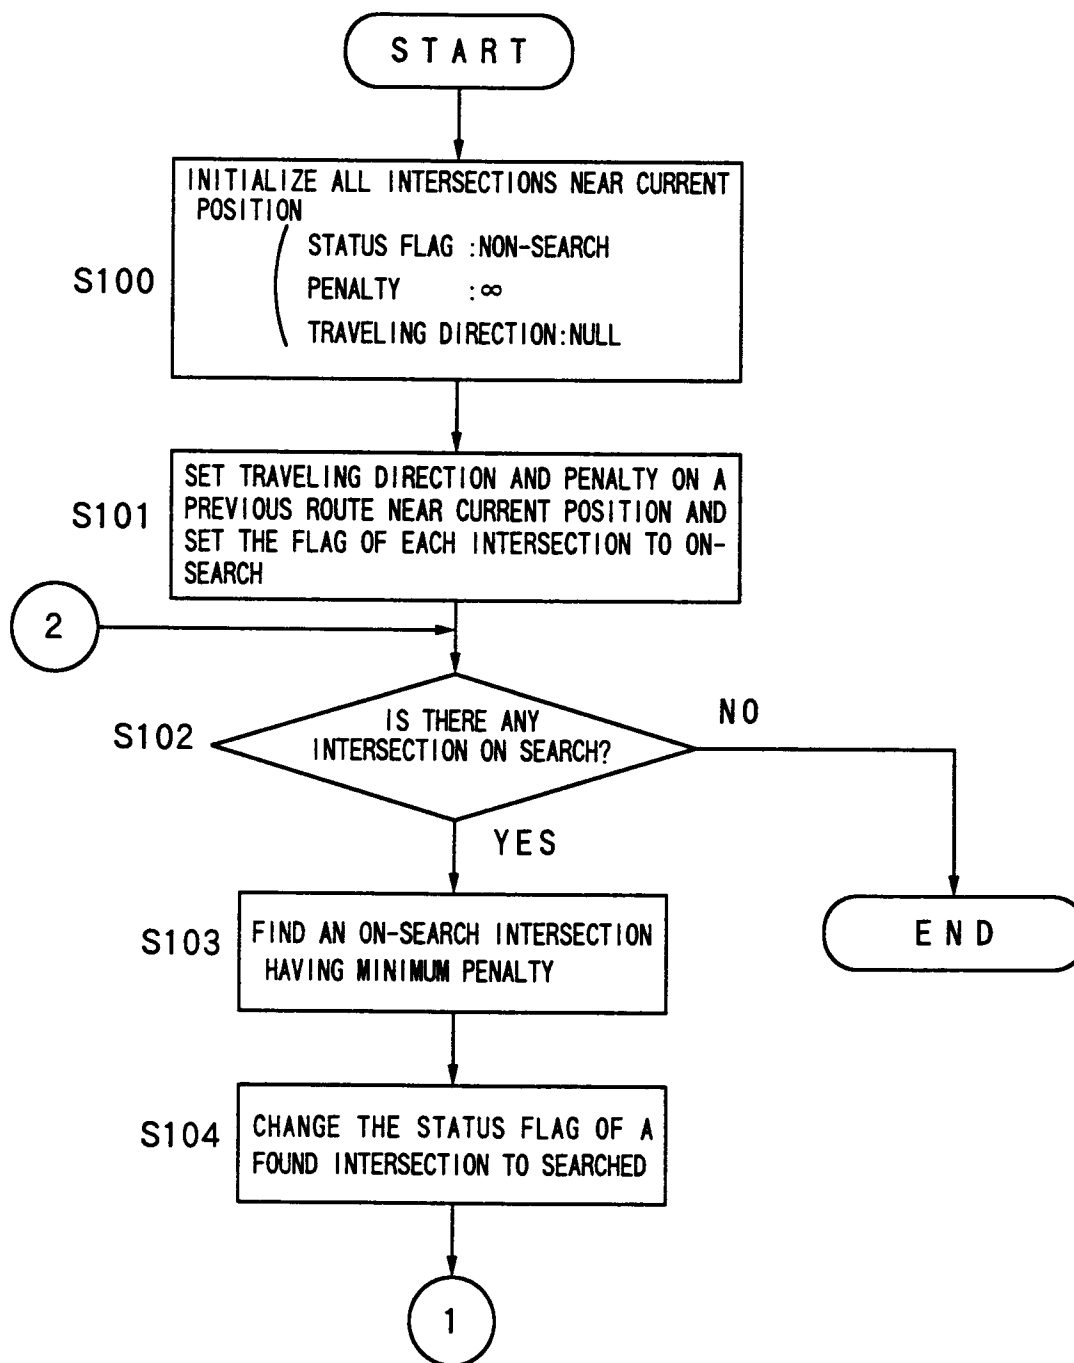 START
INITIALIZE ALL INTERSECTIONS NEAR CURRENT
POSITION
STATUS FLAG :NON-SEARCH
S100
PENALTY :∞
TRAVELING DIRECTION:NULL
SET TRAVELING DIRECTION AND PENALTY ON A
S101
PREVIOUS ROUTE NEAR CURRENT POSITION AND
SET THE FLAG OF EACH INTERSECTION TO ON-
SEARCH
2
S102
IS THERE ANY
INTERSECTION ON SEARCH?
NO
YES
S103
FIND AN ON-SEARCH INTERSECTION
HAVING MINIMUM PENALTY
END
S104
CHANGE THE STATUS FLAG OF A
FOUND INTERSECTION TO SEARCHED
1